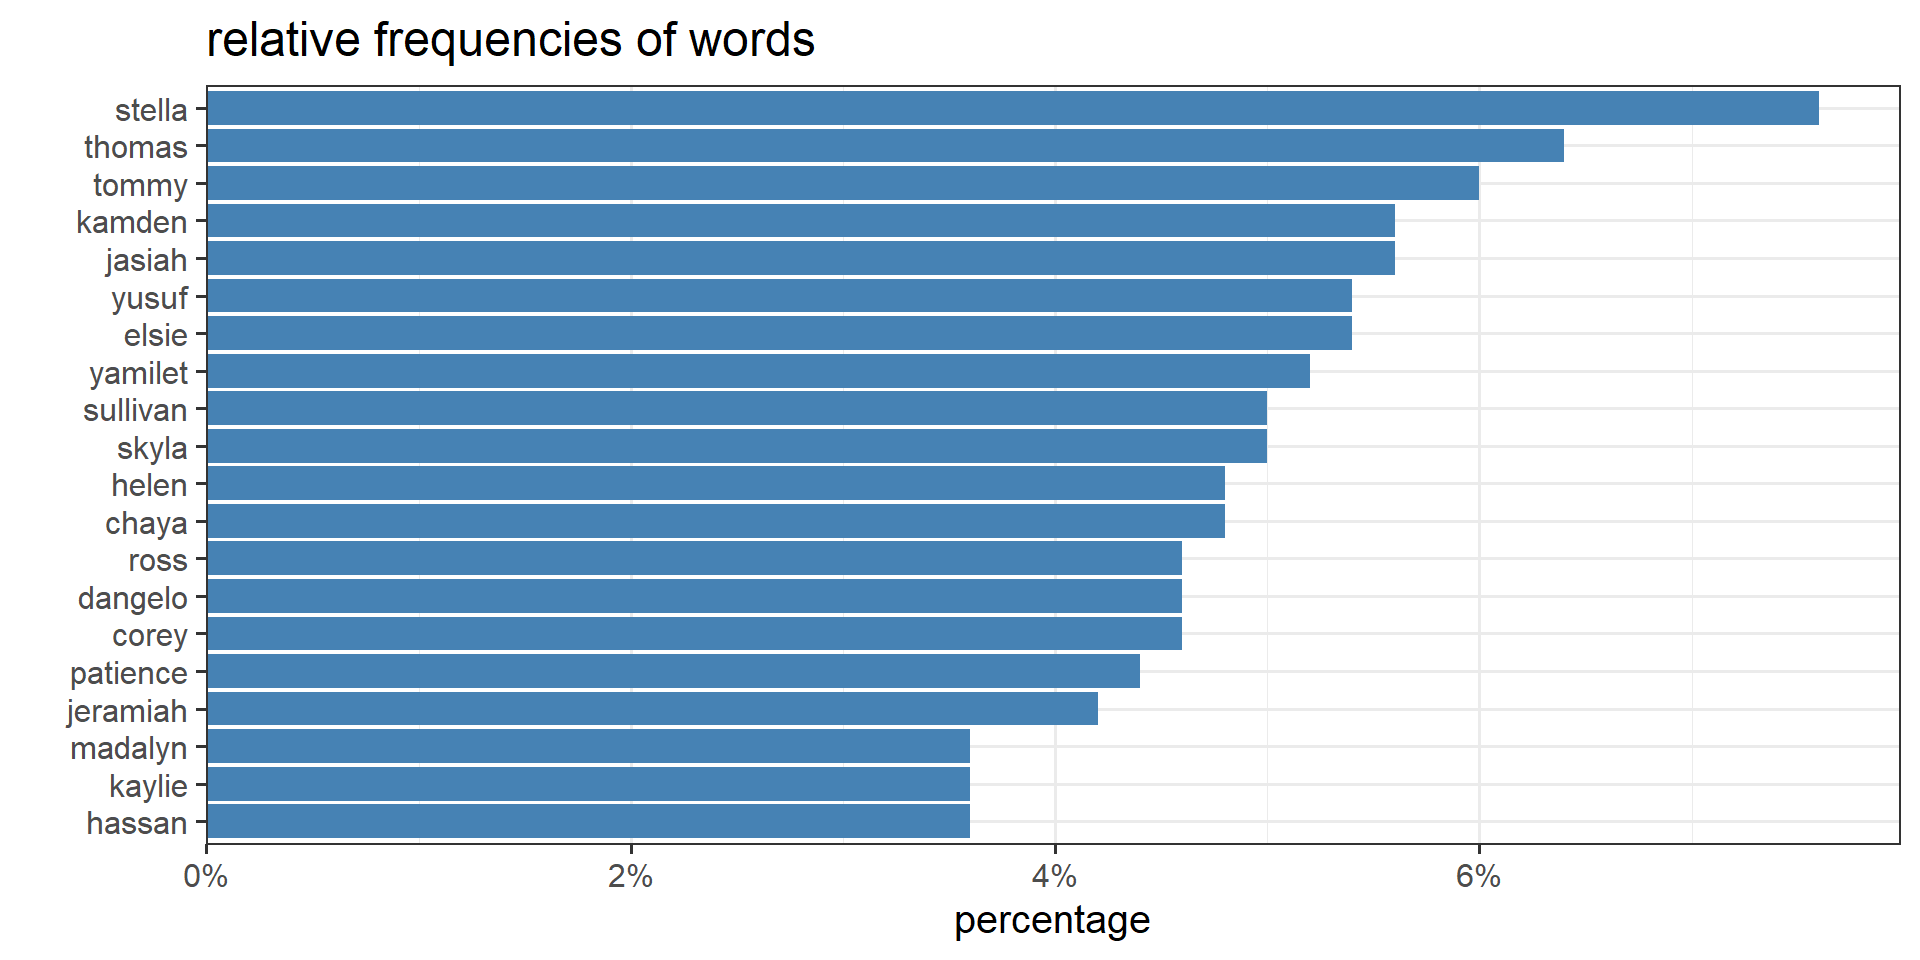 relative frequencies of words
stella
thomas
tommy
kamden
jasiah
yusuf
elsie
yamilet
sullivan
skyla
helen
chaya
ross
dangelo
corey
patience
jeramiah
madalyn
kaylie
hassan
0% 2% 4% 6%
percentage